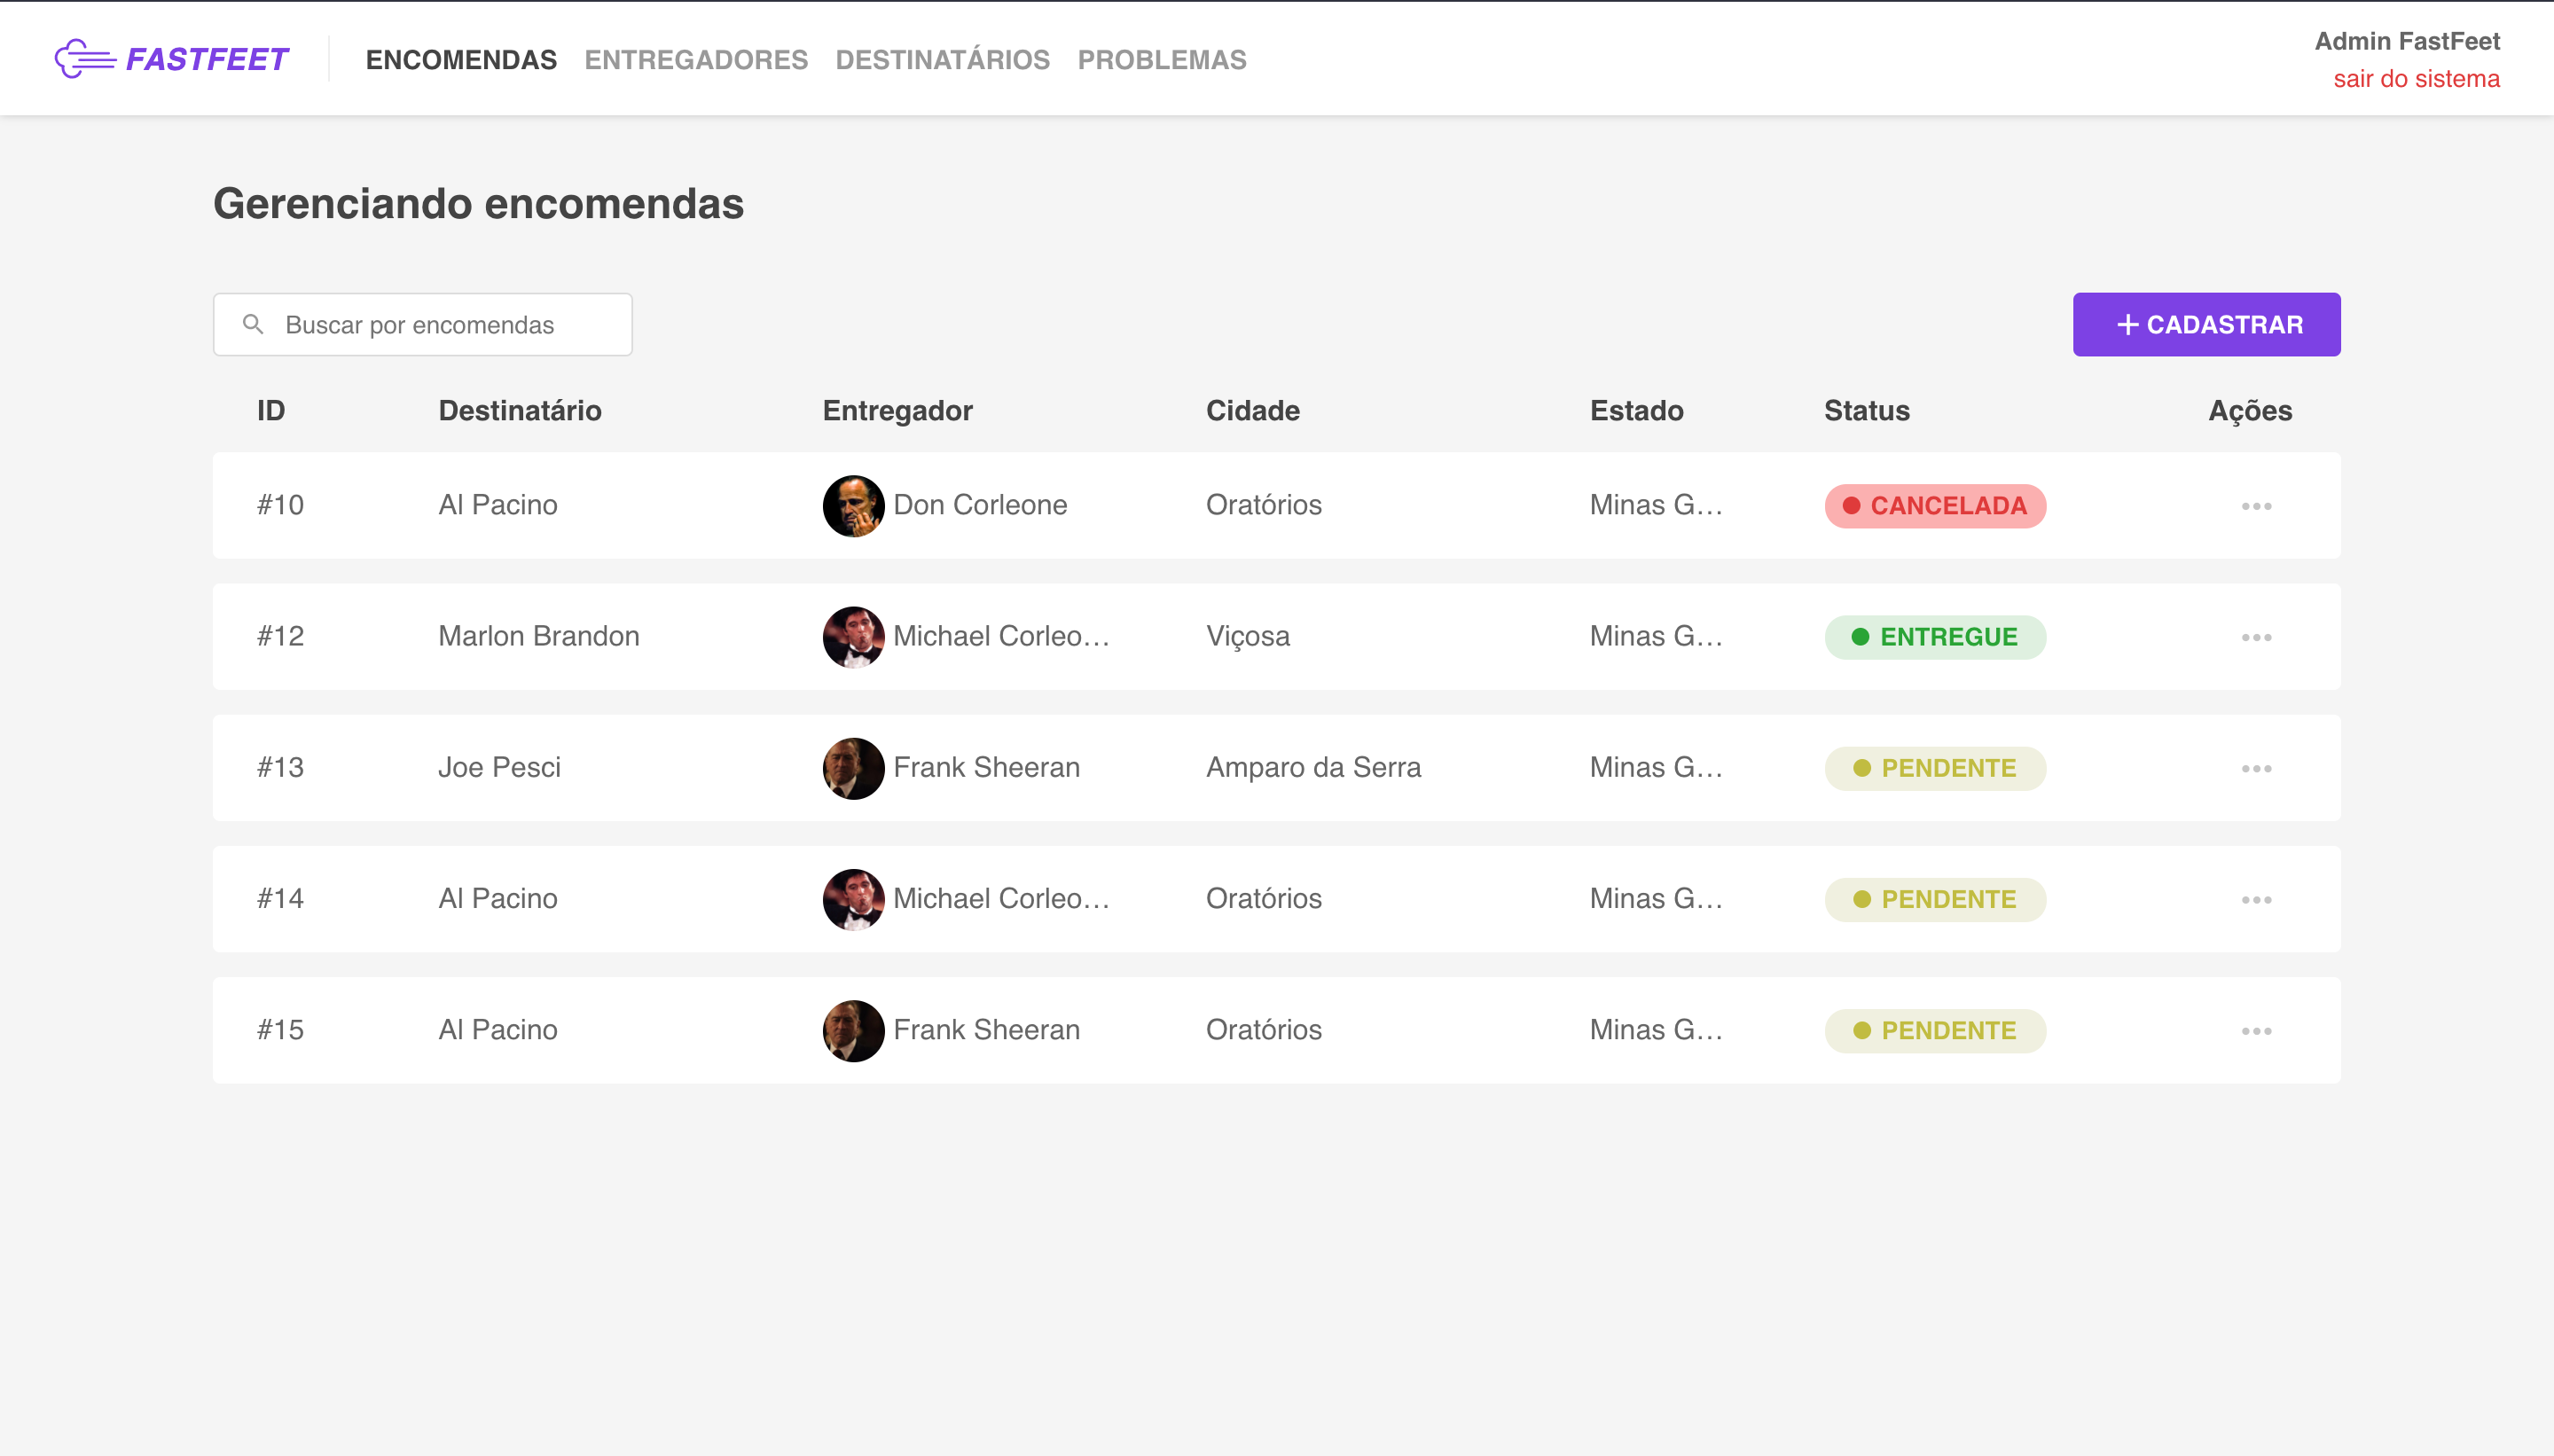 FASTFEET ENCOMENDAS ENTREGADORES DESTINATÁRIOS PROBLEMAS Admin FastFeet
sair do sistema
Gerenciando encomendas
Buscar por encomendas + CADASTRAR
ID Destinatário Entregador Cidade Estado Status Ações
#10 Al Pacino Don Corleone Oratórios Minas G... CANCELADA
#12 Marlon Brandon Michael Corleo... Viçosa Minas G... ENTREGUE
#13 Joe Pesci Frank Sheeran Amparo da Serra Minas G... PENDENTE
#14 Al Pacino Michael Corleo... Oratórios Minas G... PENDENTE
#15 Al Pacino Frank Sheeran Oratórios Minas G... PENDENTE